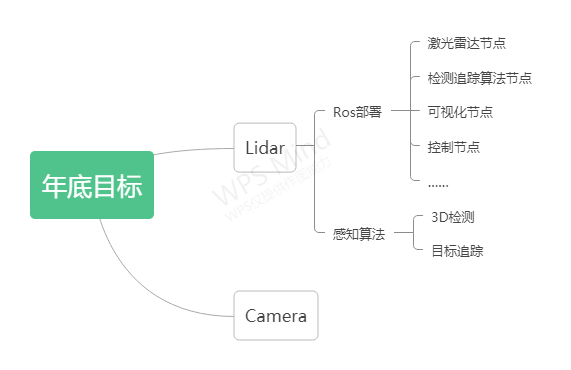 年底目标
Lidar
Ros部署
激光雷达节点
检测追踪算法节点
可视化节点
控制节点
......
感知算法
3D检测
目标追踪
Camera
WPS Mind